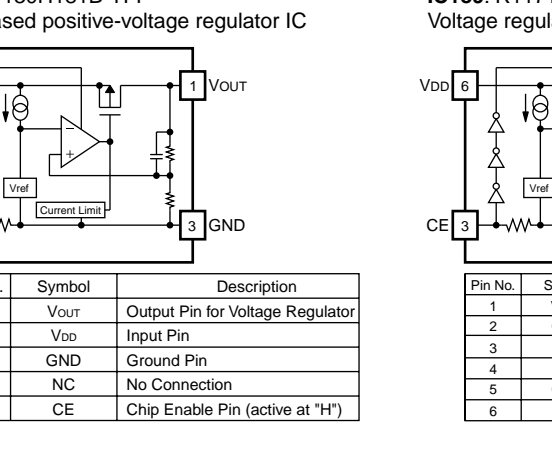 ased positive-voltage regulator IC
Voltage regula
1 VOUT
Vref
Current Limit
3 GND
VDD 6
Vref
CE 3
Symbol Description
VOUT Output Pin for Voltage Regulator
VDD Input Pin
GND Ground Pin
NC No Connection
CE Chip Enable Pin (active at "H")
Pin No. S
1
2
3
4
5
6